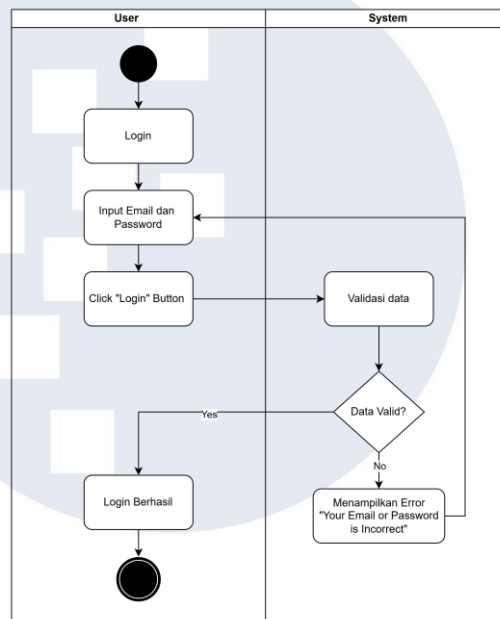 User
System
Login
Input Email dan
Password
Click "Login" Button
Validasi data
Data Valid?
Yes
No
Login Berhasil
Menampilkan Error
"Your Email or Password
is Incorrect"